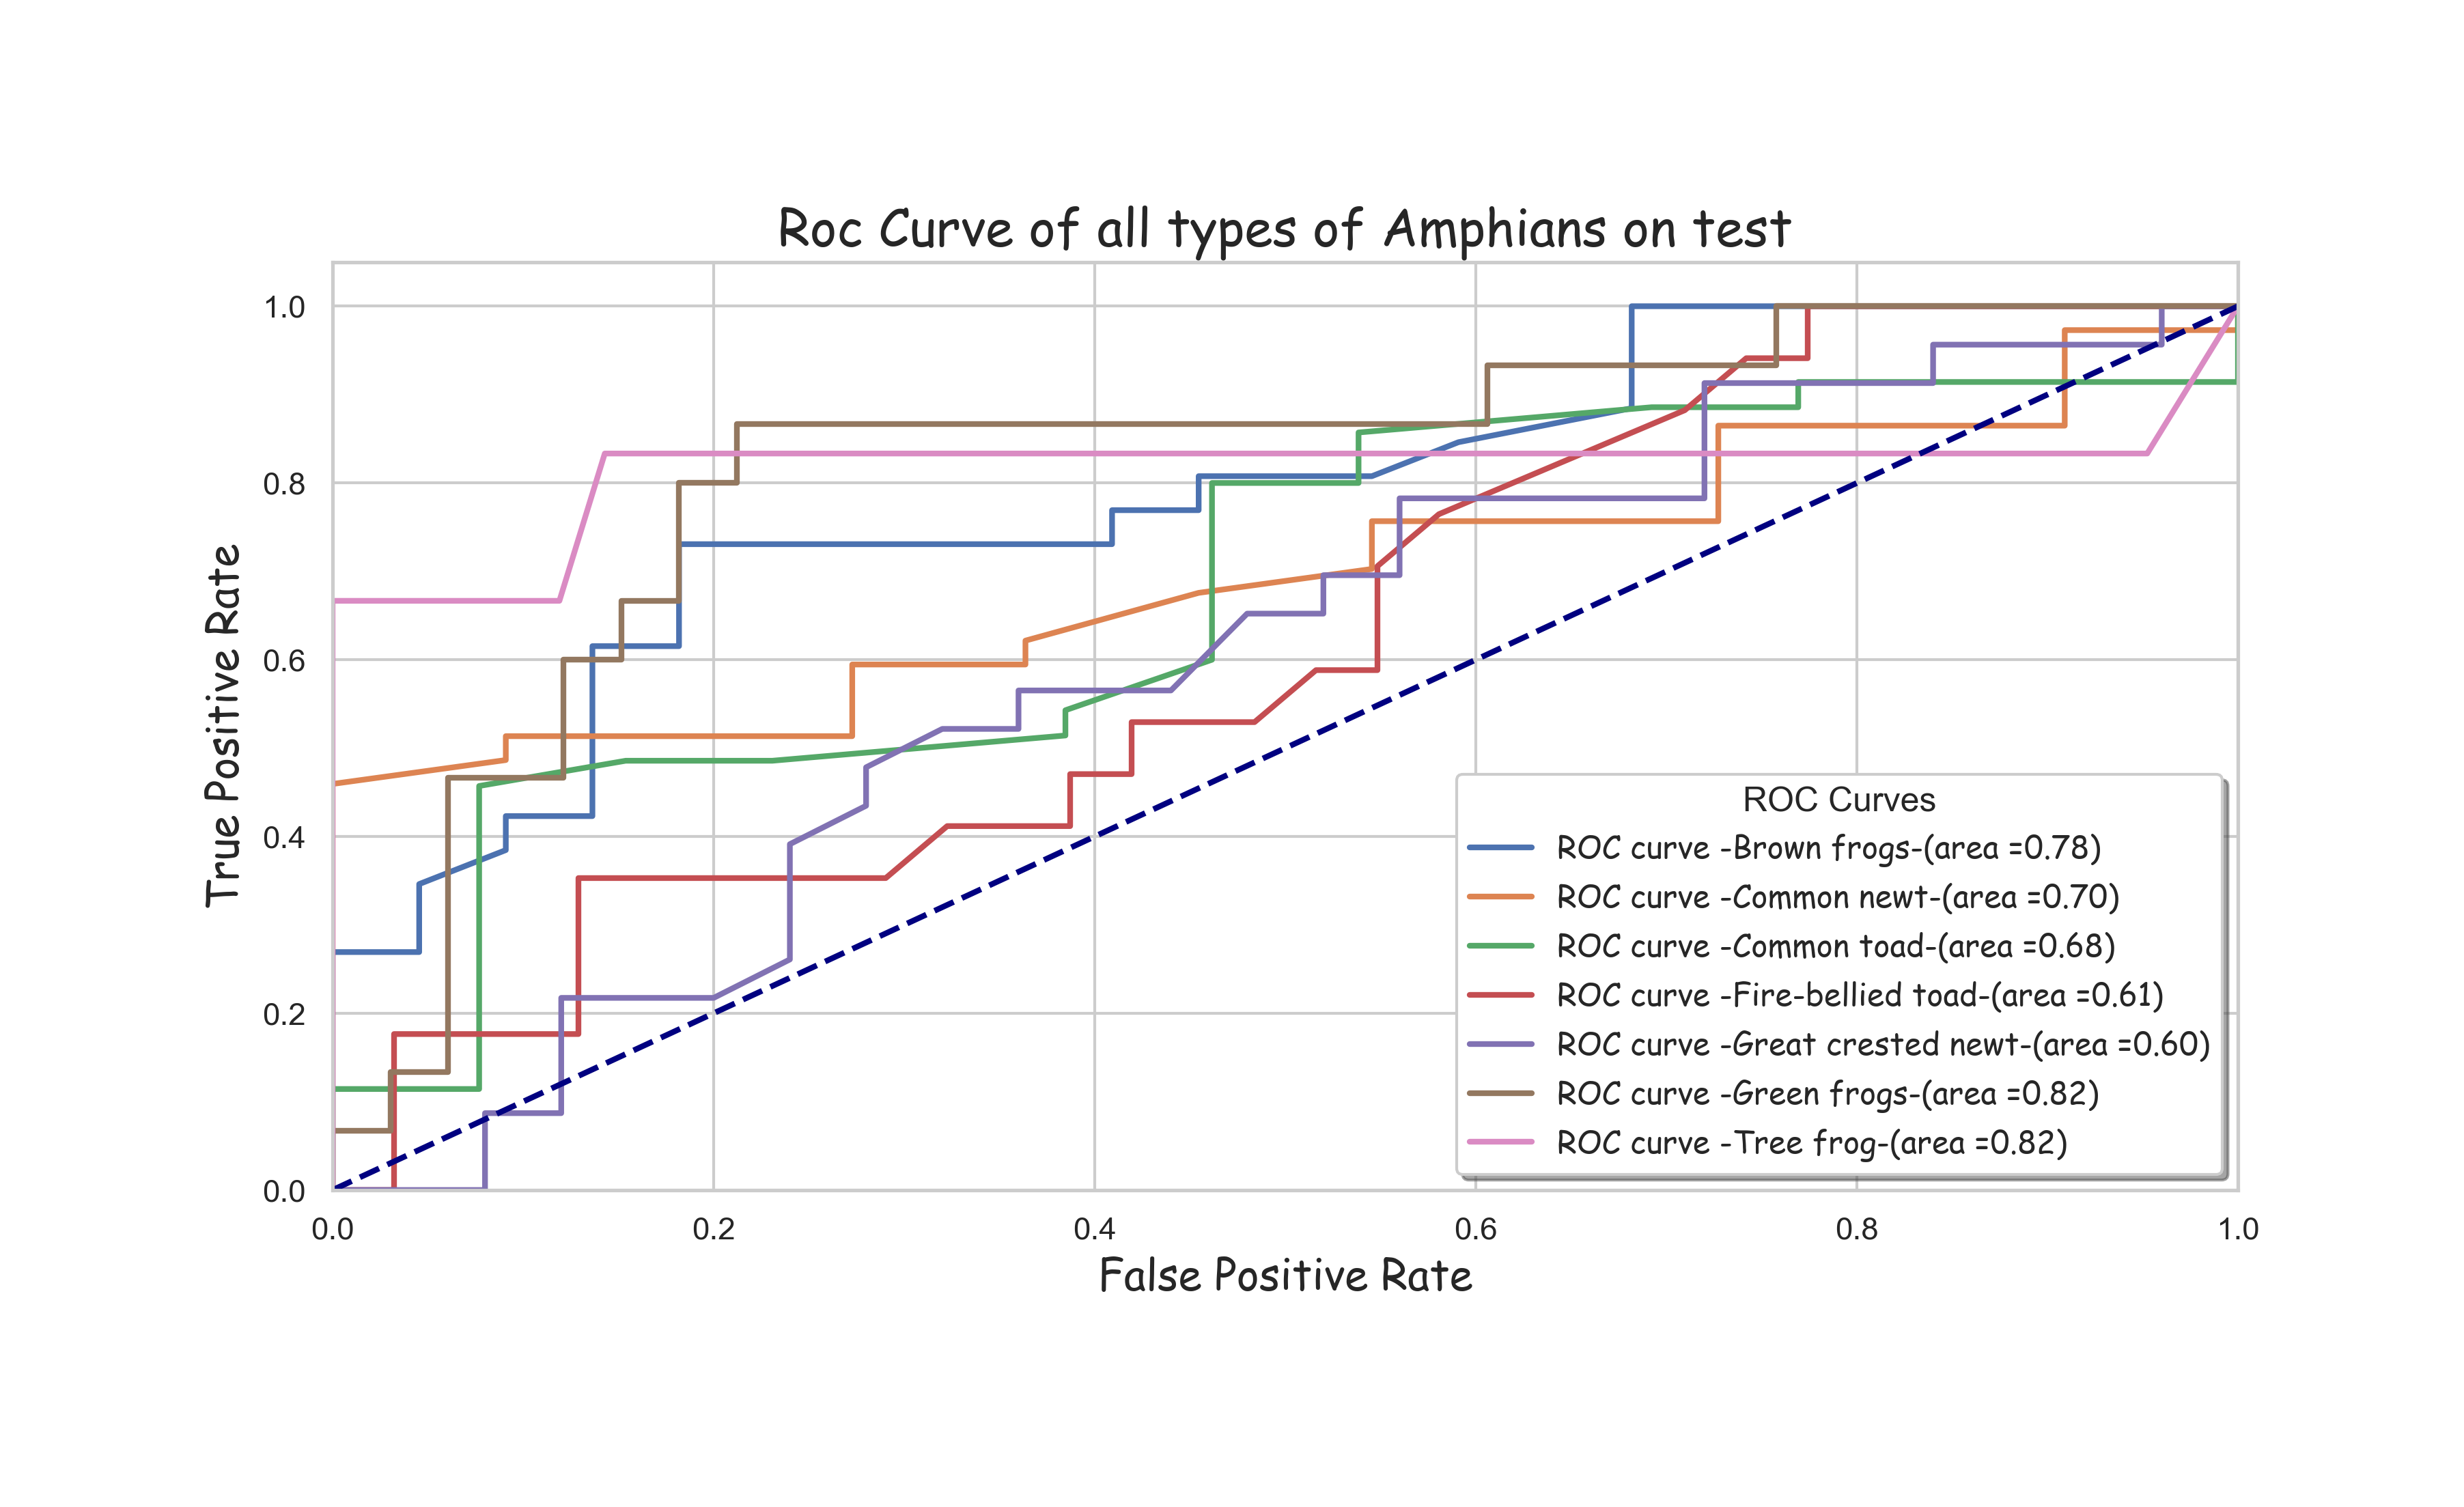 Roc Curve of all types of Amphians on test
True Positive Rate
1.0
0.8
0.6
0.4
0.2
0.0
0.0 0.2 0.4 0.6 0.8 1.0
False Positive Rate
ROC Curves
ROC curve -Brown frogs-(area =0.78)
ROC curve -Common newt-(area =0.70)
ROC curve -Common toad-(area =0.68)
ROC curve -Fire-bellied toad-(area =0.61)
ROC curve -Great crested newt-(area =0.60)
ROC curve -Green frogs-(area =0.82)
ROC curve -Tree frog-(area =0.82)